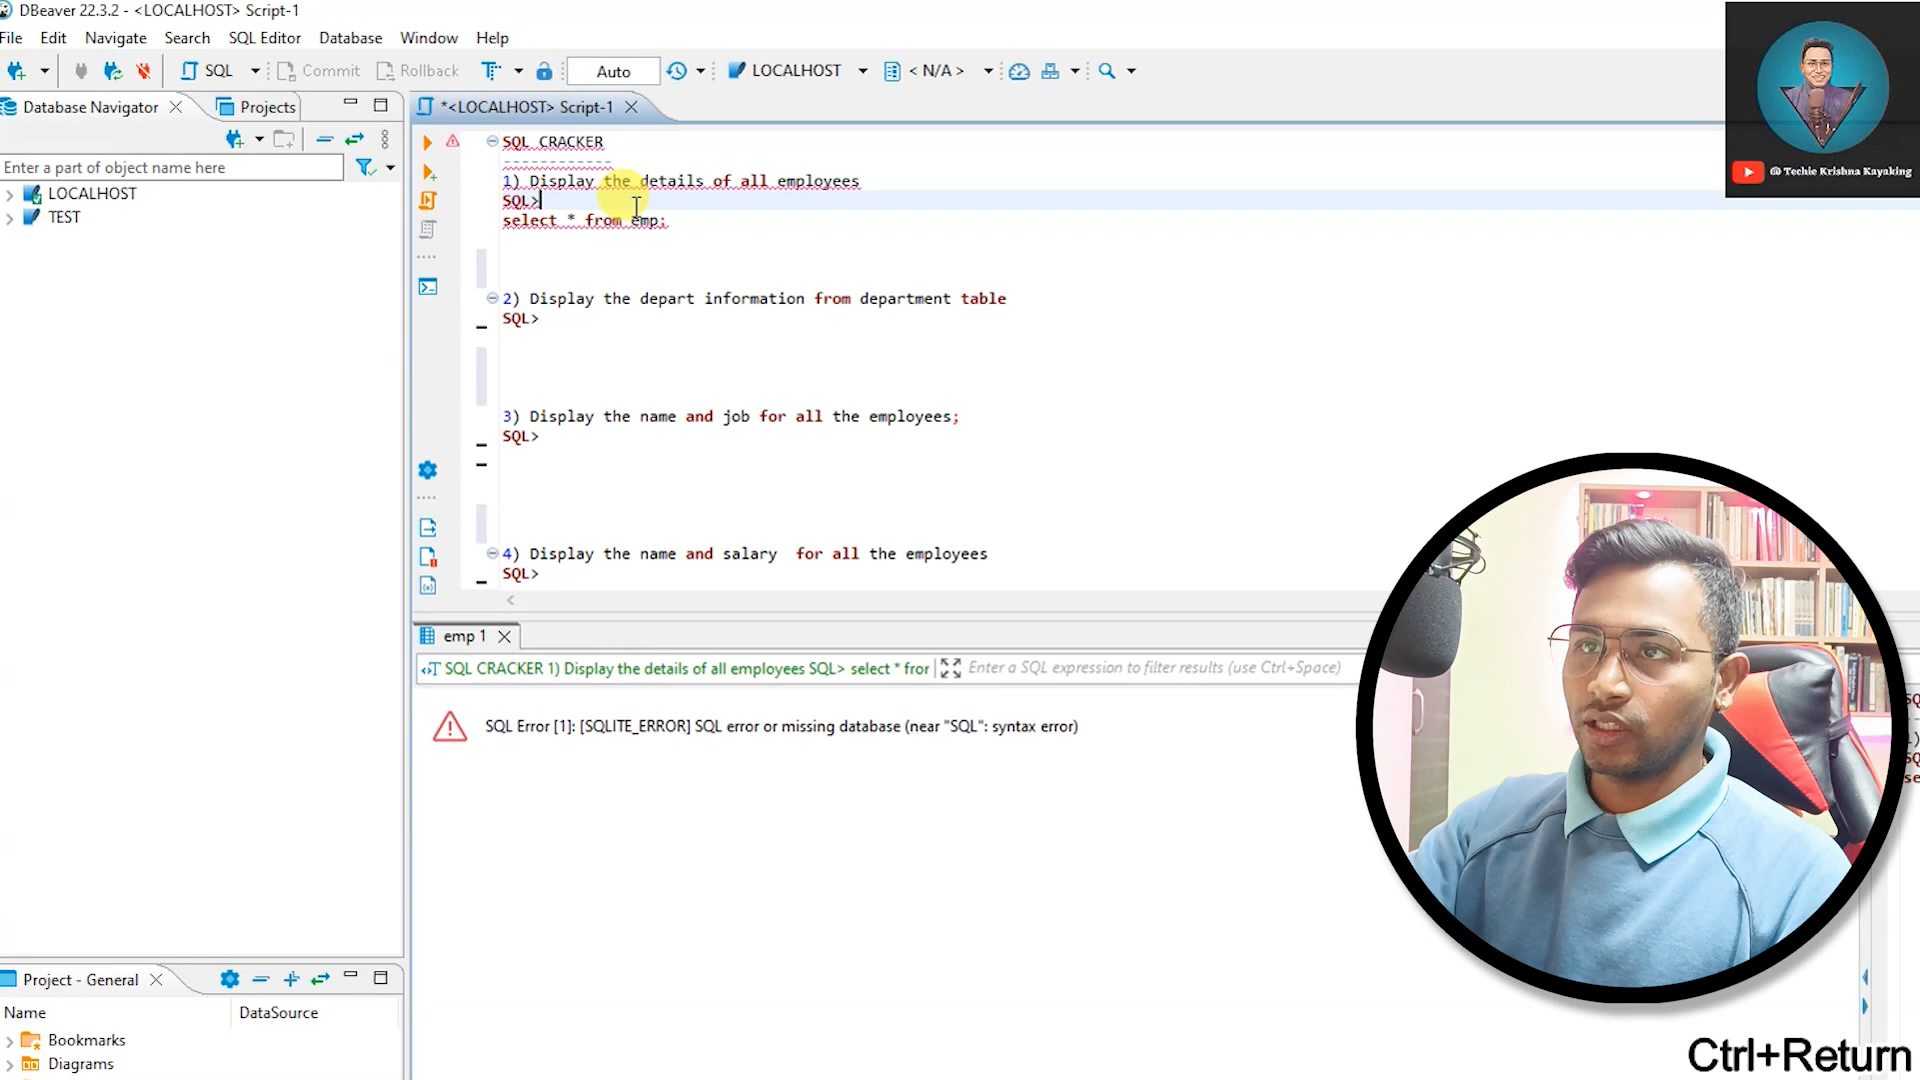 DBeaver 22.3.2 - <LOCALHOST> Script-1
File Edit Navigate Search SQL Editor Database Window Help
SQL Commit Rollback Auto LOCALHOST < N/A >
Database Navigator Projects
*<LOCALHOST> Script-1
@ Techie Krishna Kayaking
Enter a part of object name here
LOCALHOST
TEST
SQL CRACKER
------------
1) Display the details of all employees
SQL>
select * from emp;
2) Display the depart information from department table
SQL>
3) Display the name and job for all the employees;
SQL>
4) Display the name and salary  for all the employees
SQL>
emp 1
SQL CRACKER 1) Display the details of all employees SQL> select * fror
Enter a SQL expression to filter results (use Ctrl+Space)
SQL Error [1]: [SQLITE_ERROR] SQL error or missing database (near "SQL": syntax error)
Project - General
Name DataSource
Bookmarks
Diagrams
Ctrl+Return